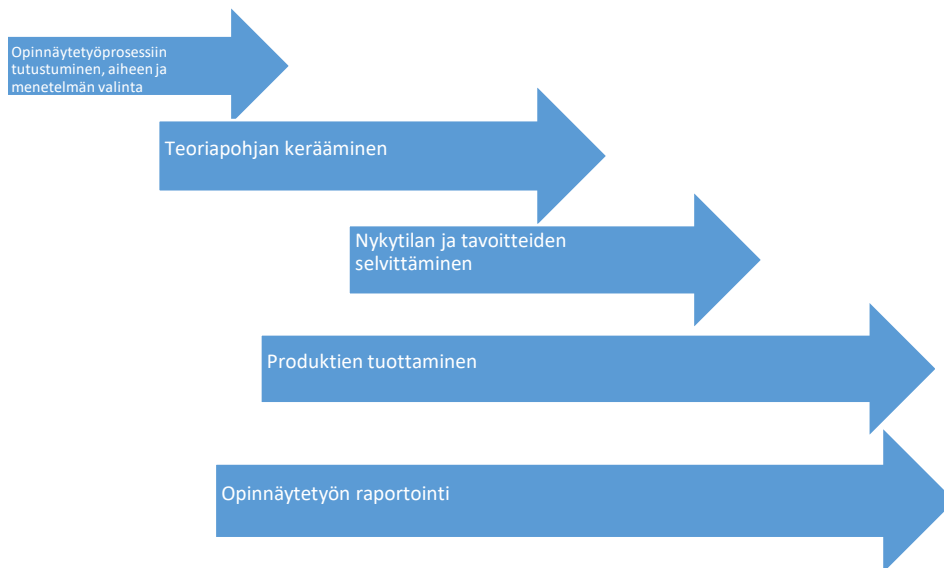 Opinnäytetyöprosessiin
tutustuminen, aiheen ja
menetelmän valinta
Teoriapohjan kerääminen
Nykytilan ja tavoitteiden
selvittäminen
Produktien tuottaminen
Opinnäytetyön raportointi